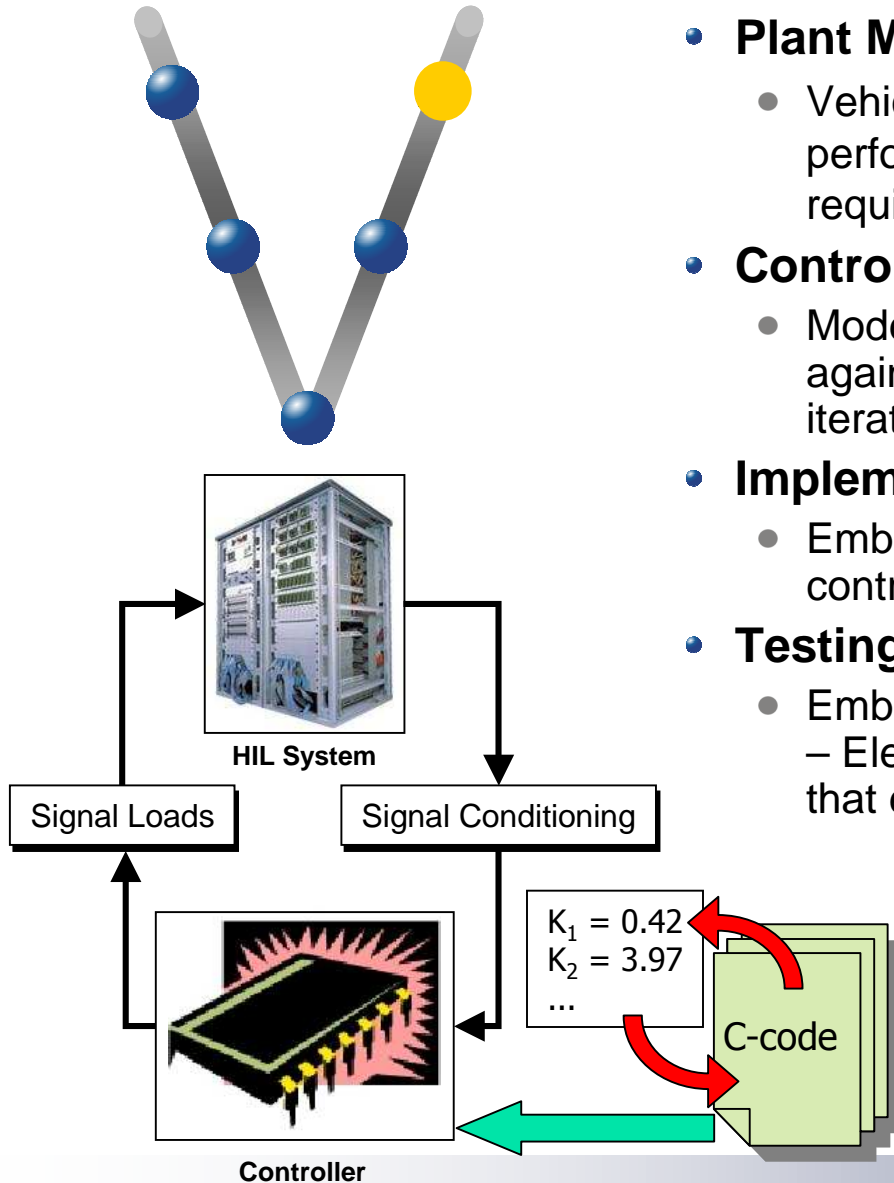 • Plant M
• Vehic
perfo
requi
• Contro
• Mode
again
iterat
• Implem
• Emb
contr
• Testing
• Emb
– Ele
that c
HIL System
Signal Loads
Signal Conditioning
K₁ = 0.42
K₂ = 3.97
...
C-code
Controller